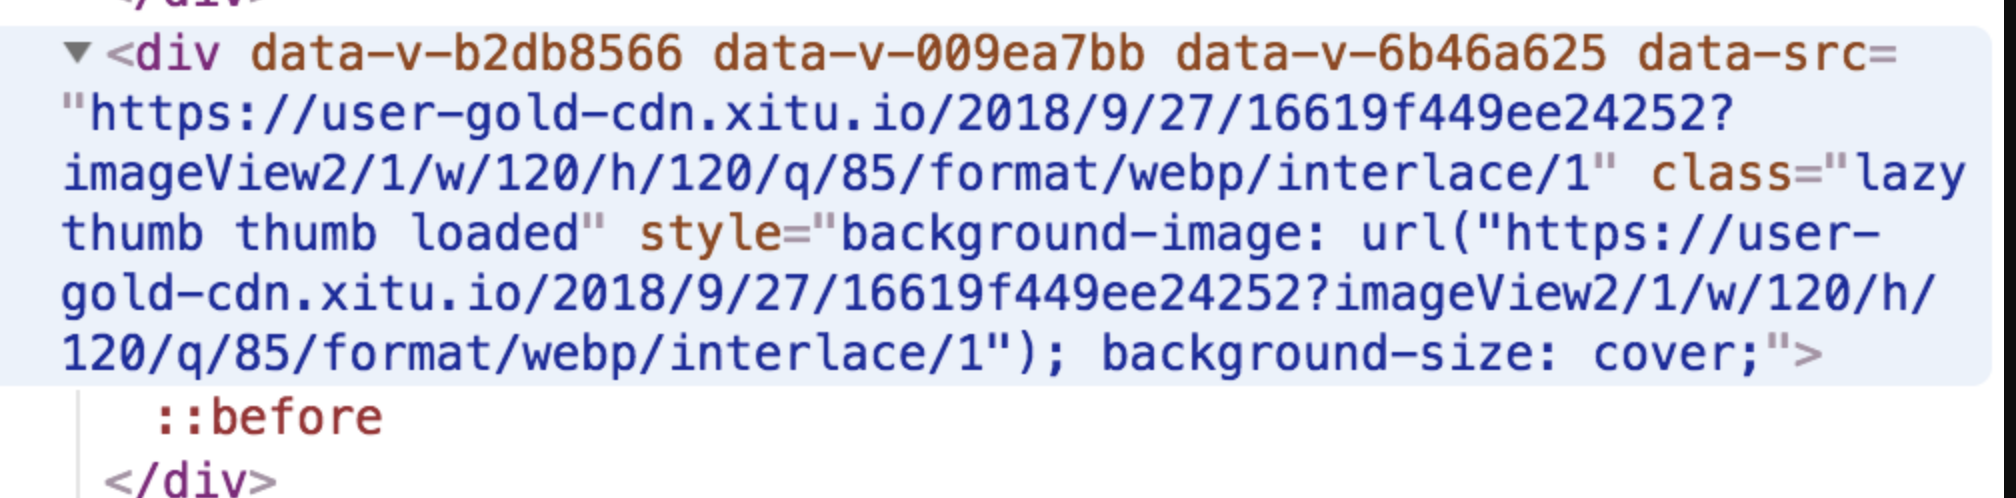 </div>
▼<div data-v-b2db8566 data-v-009ea7bb data-v-6b46a625 data-src=
"https://user-gold-cdn.xitu.io/2018/9/27/16619f449ee24252?
imageView2/1/w/120/h/120/q/85/format/webp/interlace/1" class="lazy
thumb thumb loaded" style="background-image: url("https://user-
gold-cdn.xitu.io/2018/9/27/16619f449ee24252?imageView2/1/w/120/h/
120/q/85/format/webp/interlace/1"); background-size: cover;">
::before
</div>